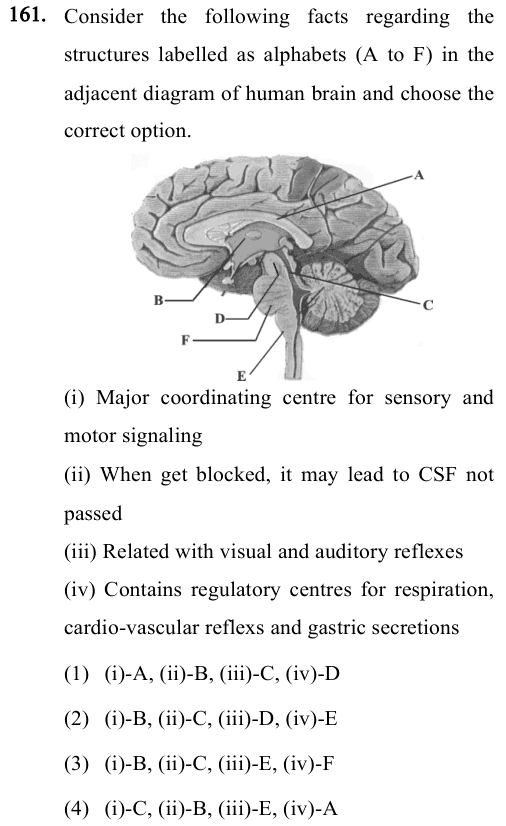 161. Consider the following facts regarding the
structures labelled as alphabets (A to F) in the
adjacent diagram of human brain and choose the
correct option.
A
B
C
D
F
E
(i) Major coordinating centre for sensory and
motor signaling
(ii) When get blocked, it may lead to CSF not
passed
(iii) Related with visual and auditory reflexes
(iv) Contains regulatory centres for respiration,
cardio-vascular reflexs and gastric secretions
(1) (i)-A, (ii)-B, (iii)-C, (iv)-D
(2) (i)-B, (ii)-C, (iii)-D, (iv)-E
(3) (i)-B, (ii)-C, (iii)-E, (iv)-F
(4) (i)-C, (ii)-B, (iii)-E, (iv)-A